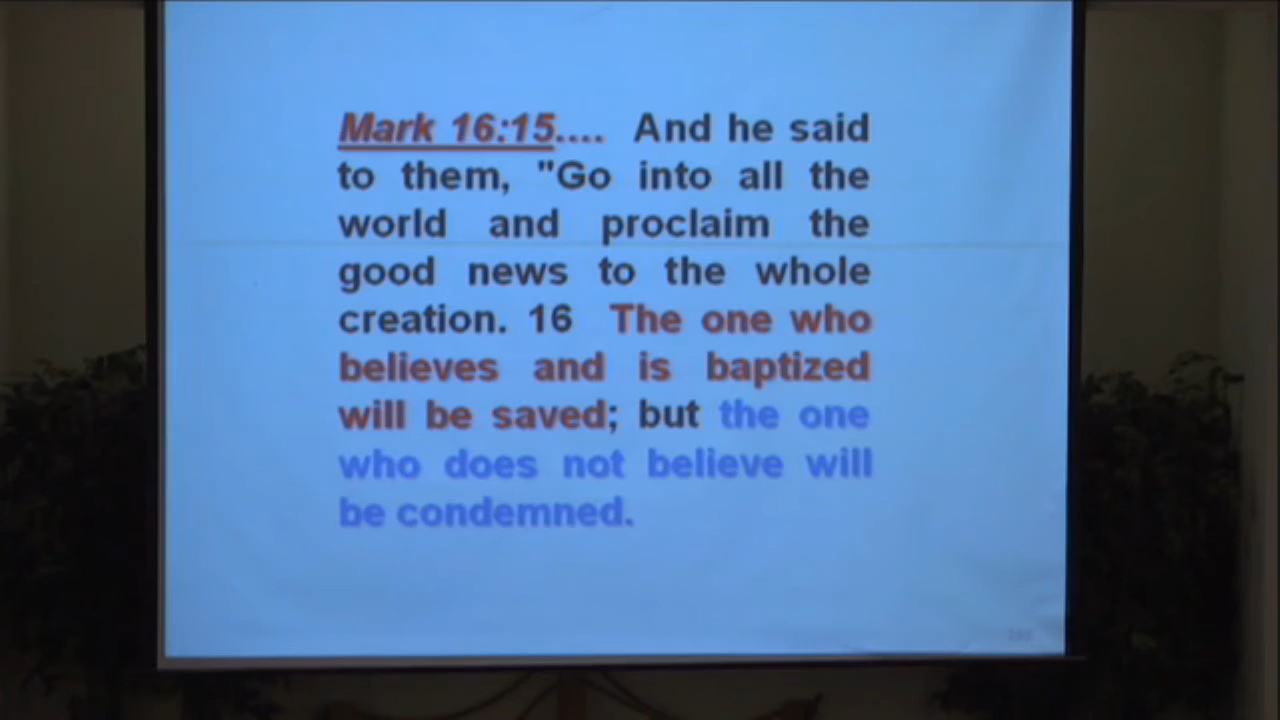 Mark 16:15.... And he said
to them, "Go into all the
world and proclaim the
good news to the whole
creation. 16 The one who
believes and is baptized
will be saved; but the one
who does not believe will
be condemned.